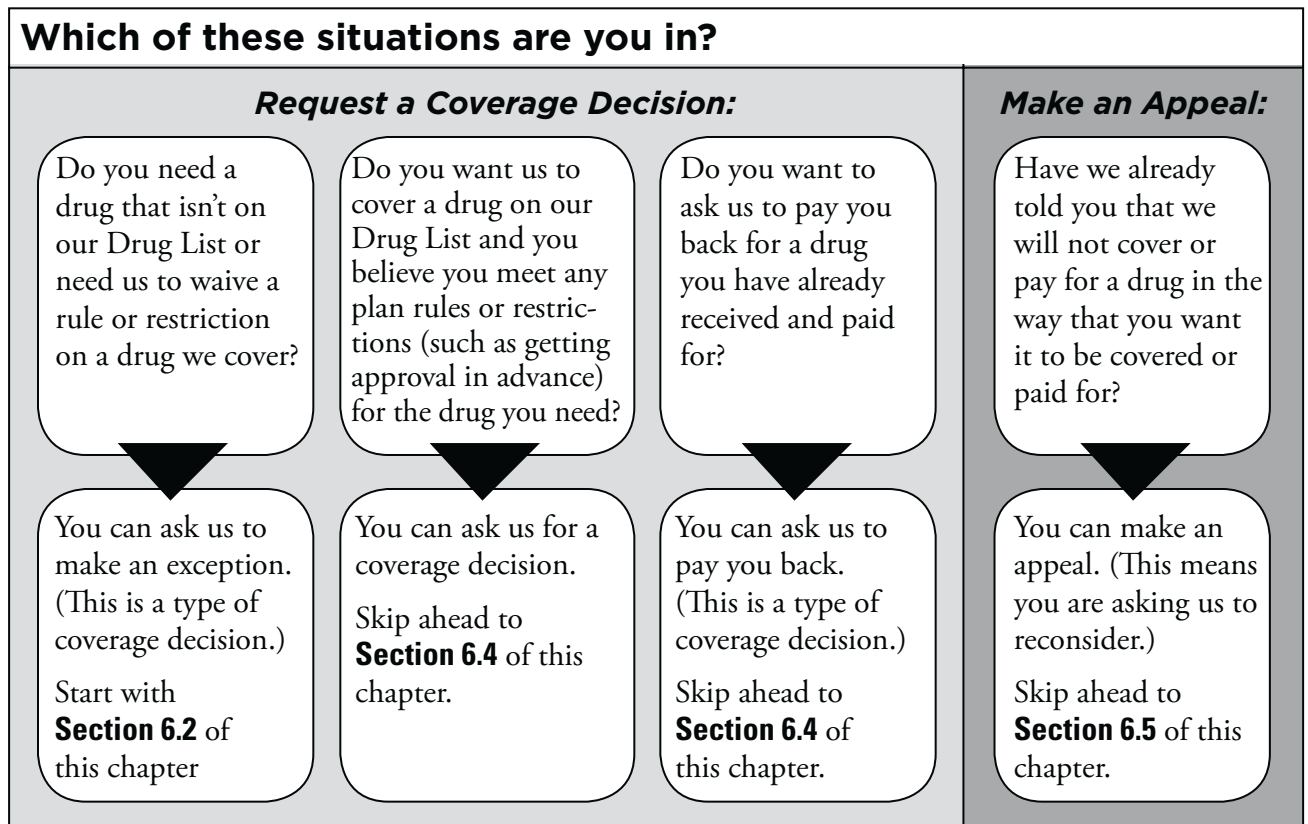 Which of these situations are you in?
Request a Coverage Decision:
Make an Appeal:
Do you need a
drug that isn't on
our Drug List or
need us to waive a
rule or restriction
on a drug we cover?
Do you want us to
cover a drug on our
Drug List and you
believe you meet any
plan rules or restric-
tions (such as getting
approval in advance)
for the drug you need?
Do you want to
ask us to pay you
back for a drug
you have already
received and paid
for?
Have we already
told you that we
will not cover or
pay for a drug in the
way that you want
it to be covered or
paid for?
You can ask us to
make an exception.
(This is a type of
coverage decision.)
Start with
Section 6.2 of
this chapter
You can ask us for a
coverage decision.
Skip ahead to
Section 6.4 of this
chapter.
You can ask us to
pay you back.
(This is a type of
coverage decision.)
Skip ahead to
Section 6.4 of
this chapter.
You can make an
appeal. (This means
you are asking us to
reconsider.)
Skip ahead to
Section 6.5 of this
chapter.